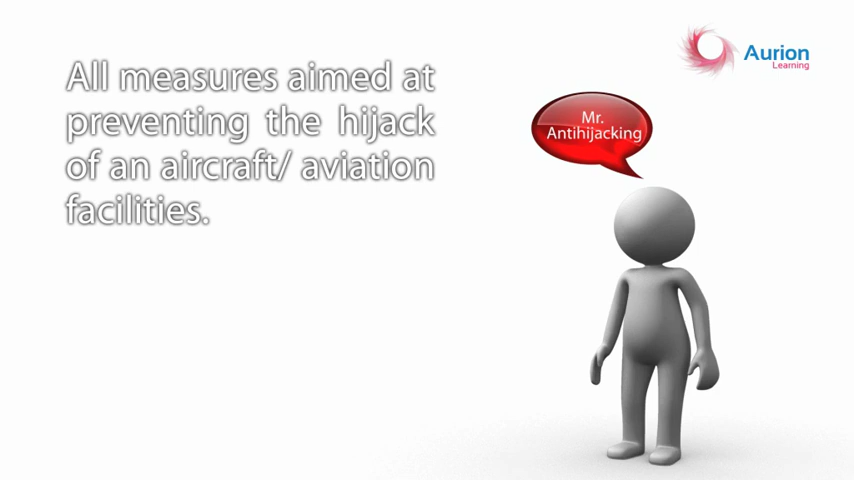 All measures aimed at
preventing the hijack
of an aircraft/ aviation
facilities.
Aurion
Learning
Mr.
Antihijacking